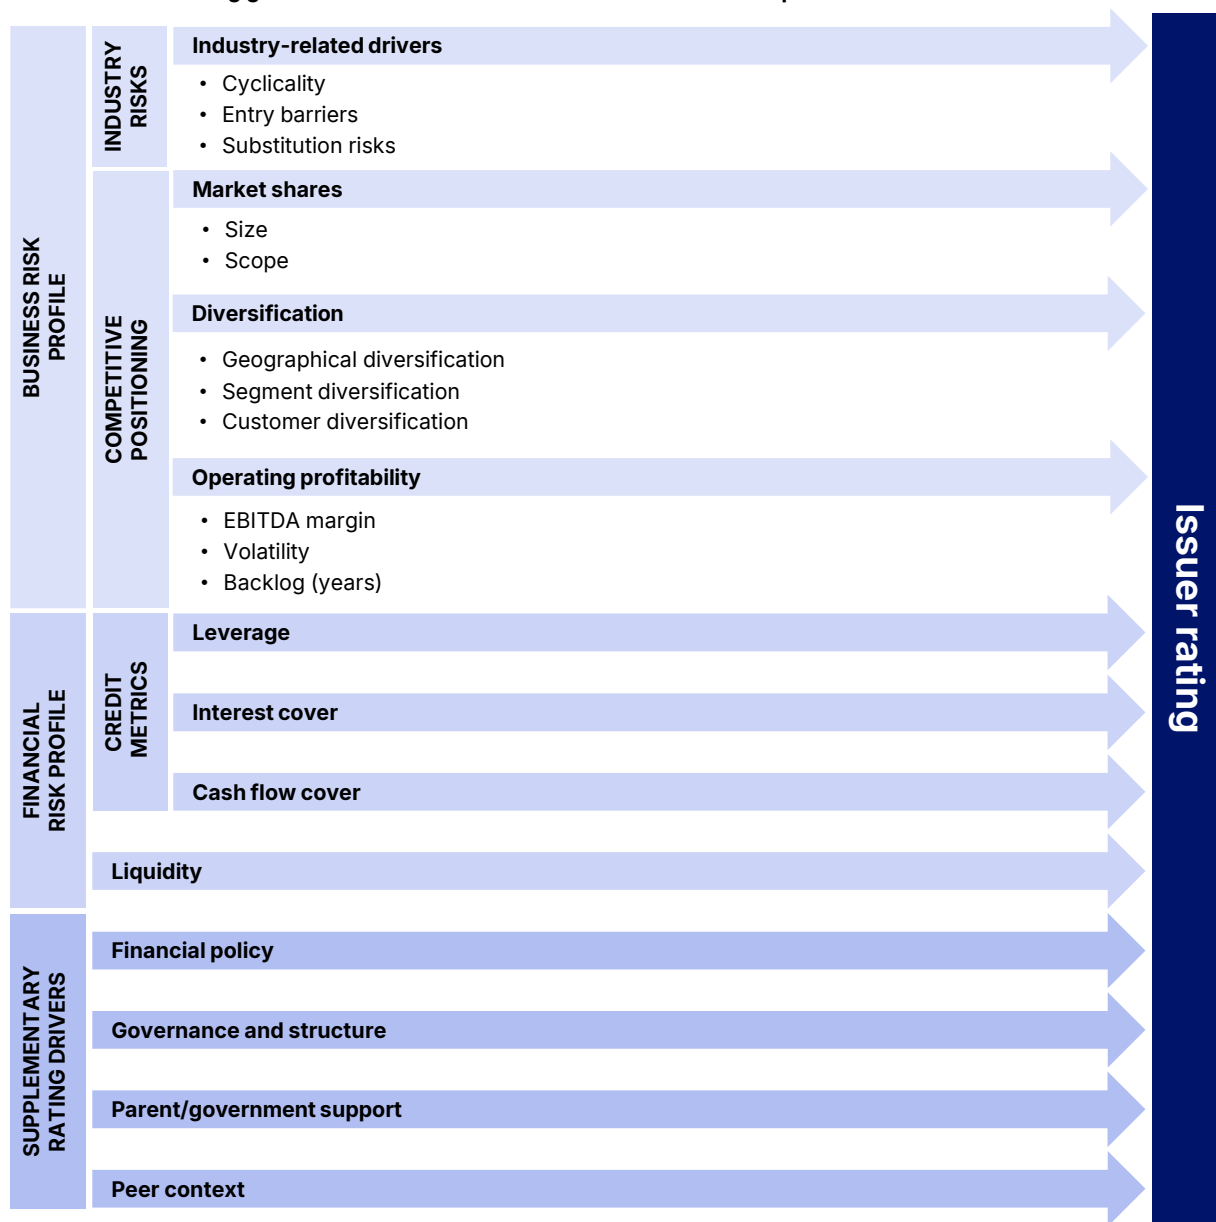 BUSINESS RISK
PROFILE
INDUSTRY
RISKS
Industry-related drivers
• Cyclicality
• Entry barriers
• Substitution risks
COMPETITIVE
POSITIONING
Market shares
• Size
• Scope
Diversification
• Geographical diversification
• Segment diversification
• Customer diversification
Operating profitability
• EBITDA margin
• Volatility
• Backlog (years)
FINANCIAL
RISK PROFILE
CREDIT
METRICS
Leverage
Interest cover
Cash flow cover
Liquidity
SUPPLEMENTARY
RATING DRIVERS
Financial policy
Governance and structure
Parent/government support
Peer context
Issuer rating